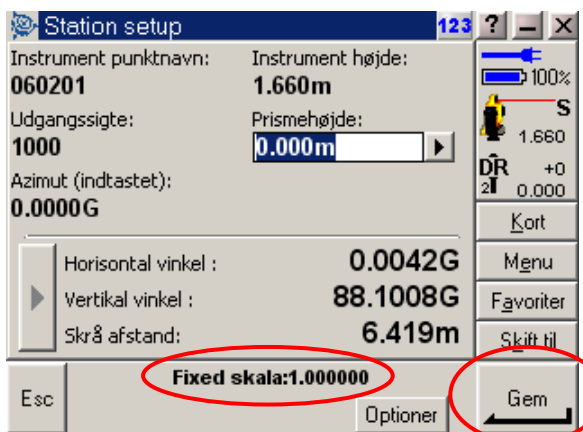 Station setup 123 ? – X
Instrument punktnavn: Instrument højde:
060201 1.660m
Udgangssigte: Prismehøjde:
1000 0.000m
Azimut (indtastet):
0.0000G
Horisontal vinkel : 0.0042G
Vertikal vinkel : 88.1008G
Skrå afstand: 6.419m
Fixed skala:1.000000
Esc
Optioner
100%
S
1.660
DR +0
2 0.000
Kort
Menu
Favoriter
Skift til
Gem